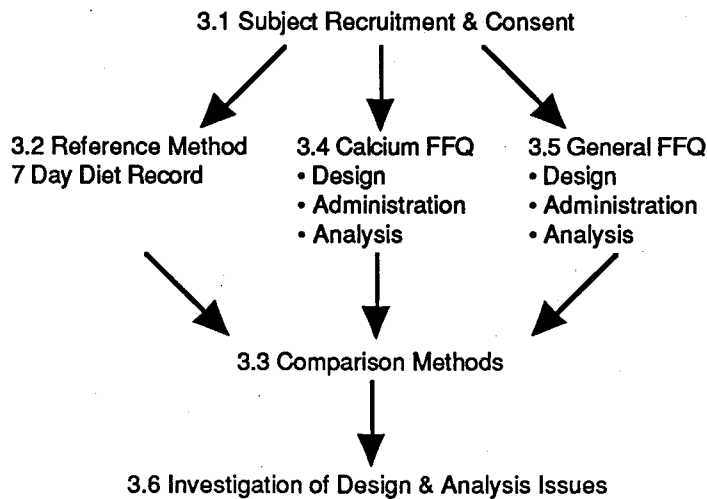 3.1 Subject Recruitment & Consent
3.2 Reference Method
7 Day Diet Record
3.4 Calcium FFQ
• Design
• Administration
• Analysis
3.5 General FFQ
• Design
• Administration
• Analysis
3.3 Comparison Methods
3.6 Investigation of Design & Analysis Issues